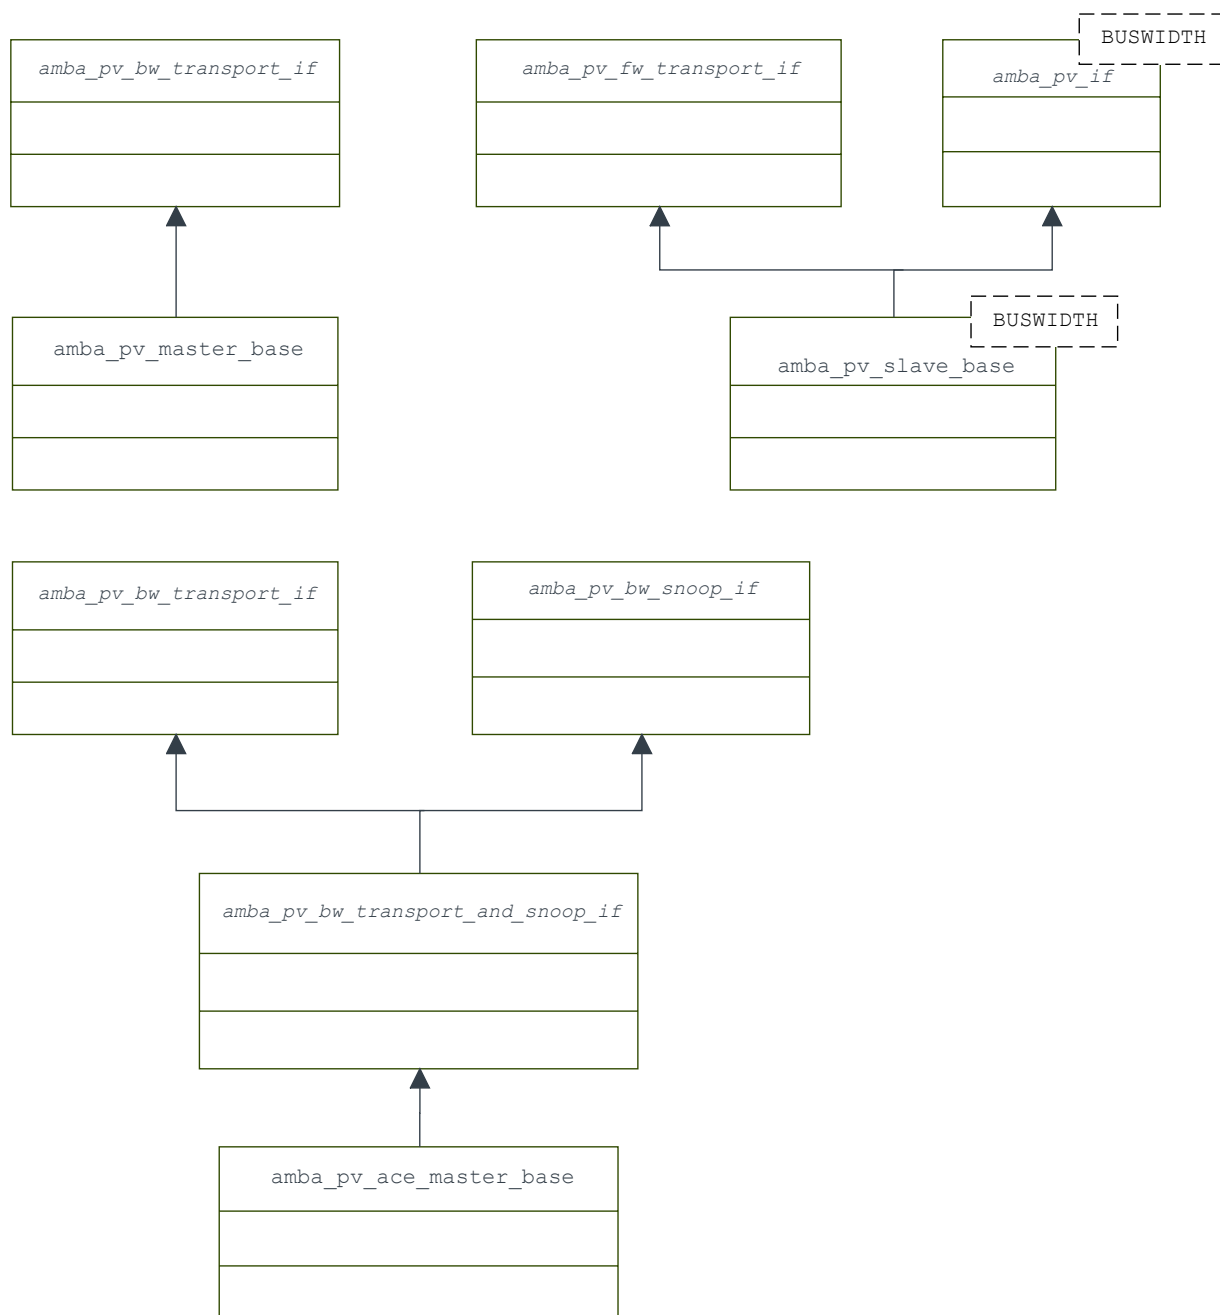 BUSWIDTH
amba_pv_bw_transport_if
amba_pv_fw_transport_if
amba_pv_if
BUSWIDTH
amba_pv_master_base
amba_pv_slave_base
amba_pv_bw_transport_if
amba_pv_bw_snoop_if
amba_pv_bw_transport_and_snoop_if
amba_pv_ace_master_base